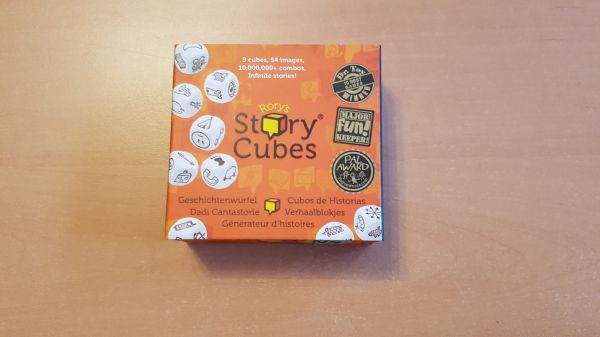 9 cubes, 54 images,
10,000,000+ combos.
Infinite stories!
Rory's
Story®
Cubes
Dr. Toy
WINNER
MAJOR
fun!
KEEPER!
PAL
AWARD
Geschichtenwürfel
Cubos de Historias
Dadi Cantastorie
Verhaalblokjes
Générateur d'histoires